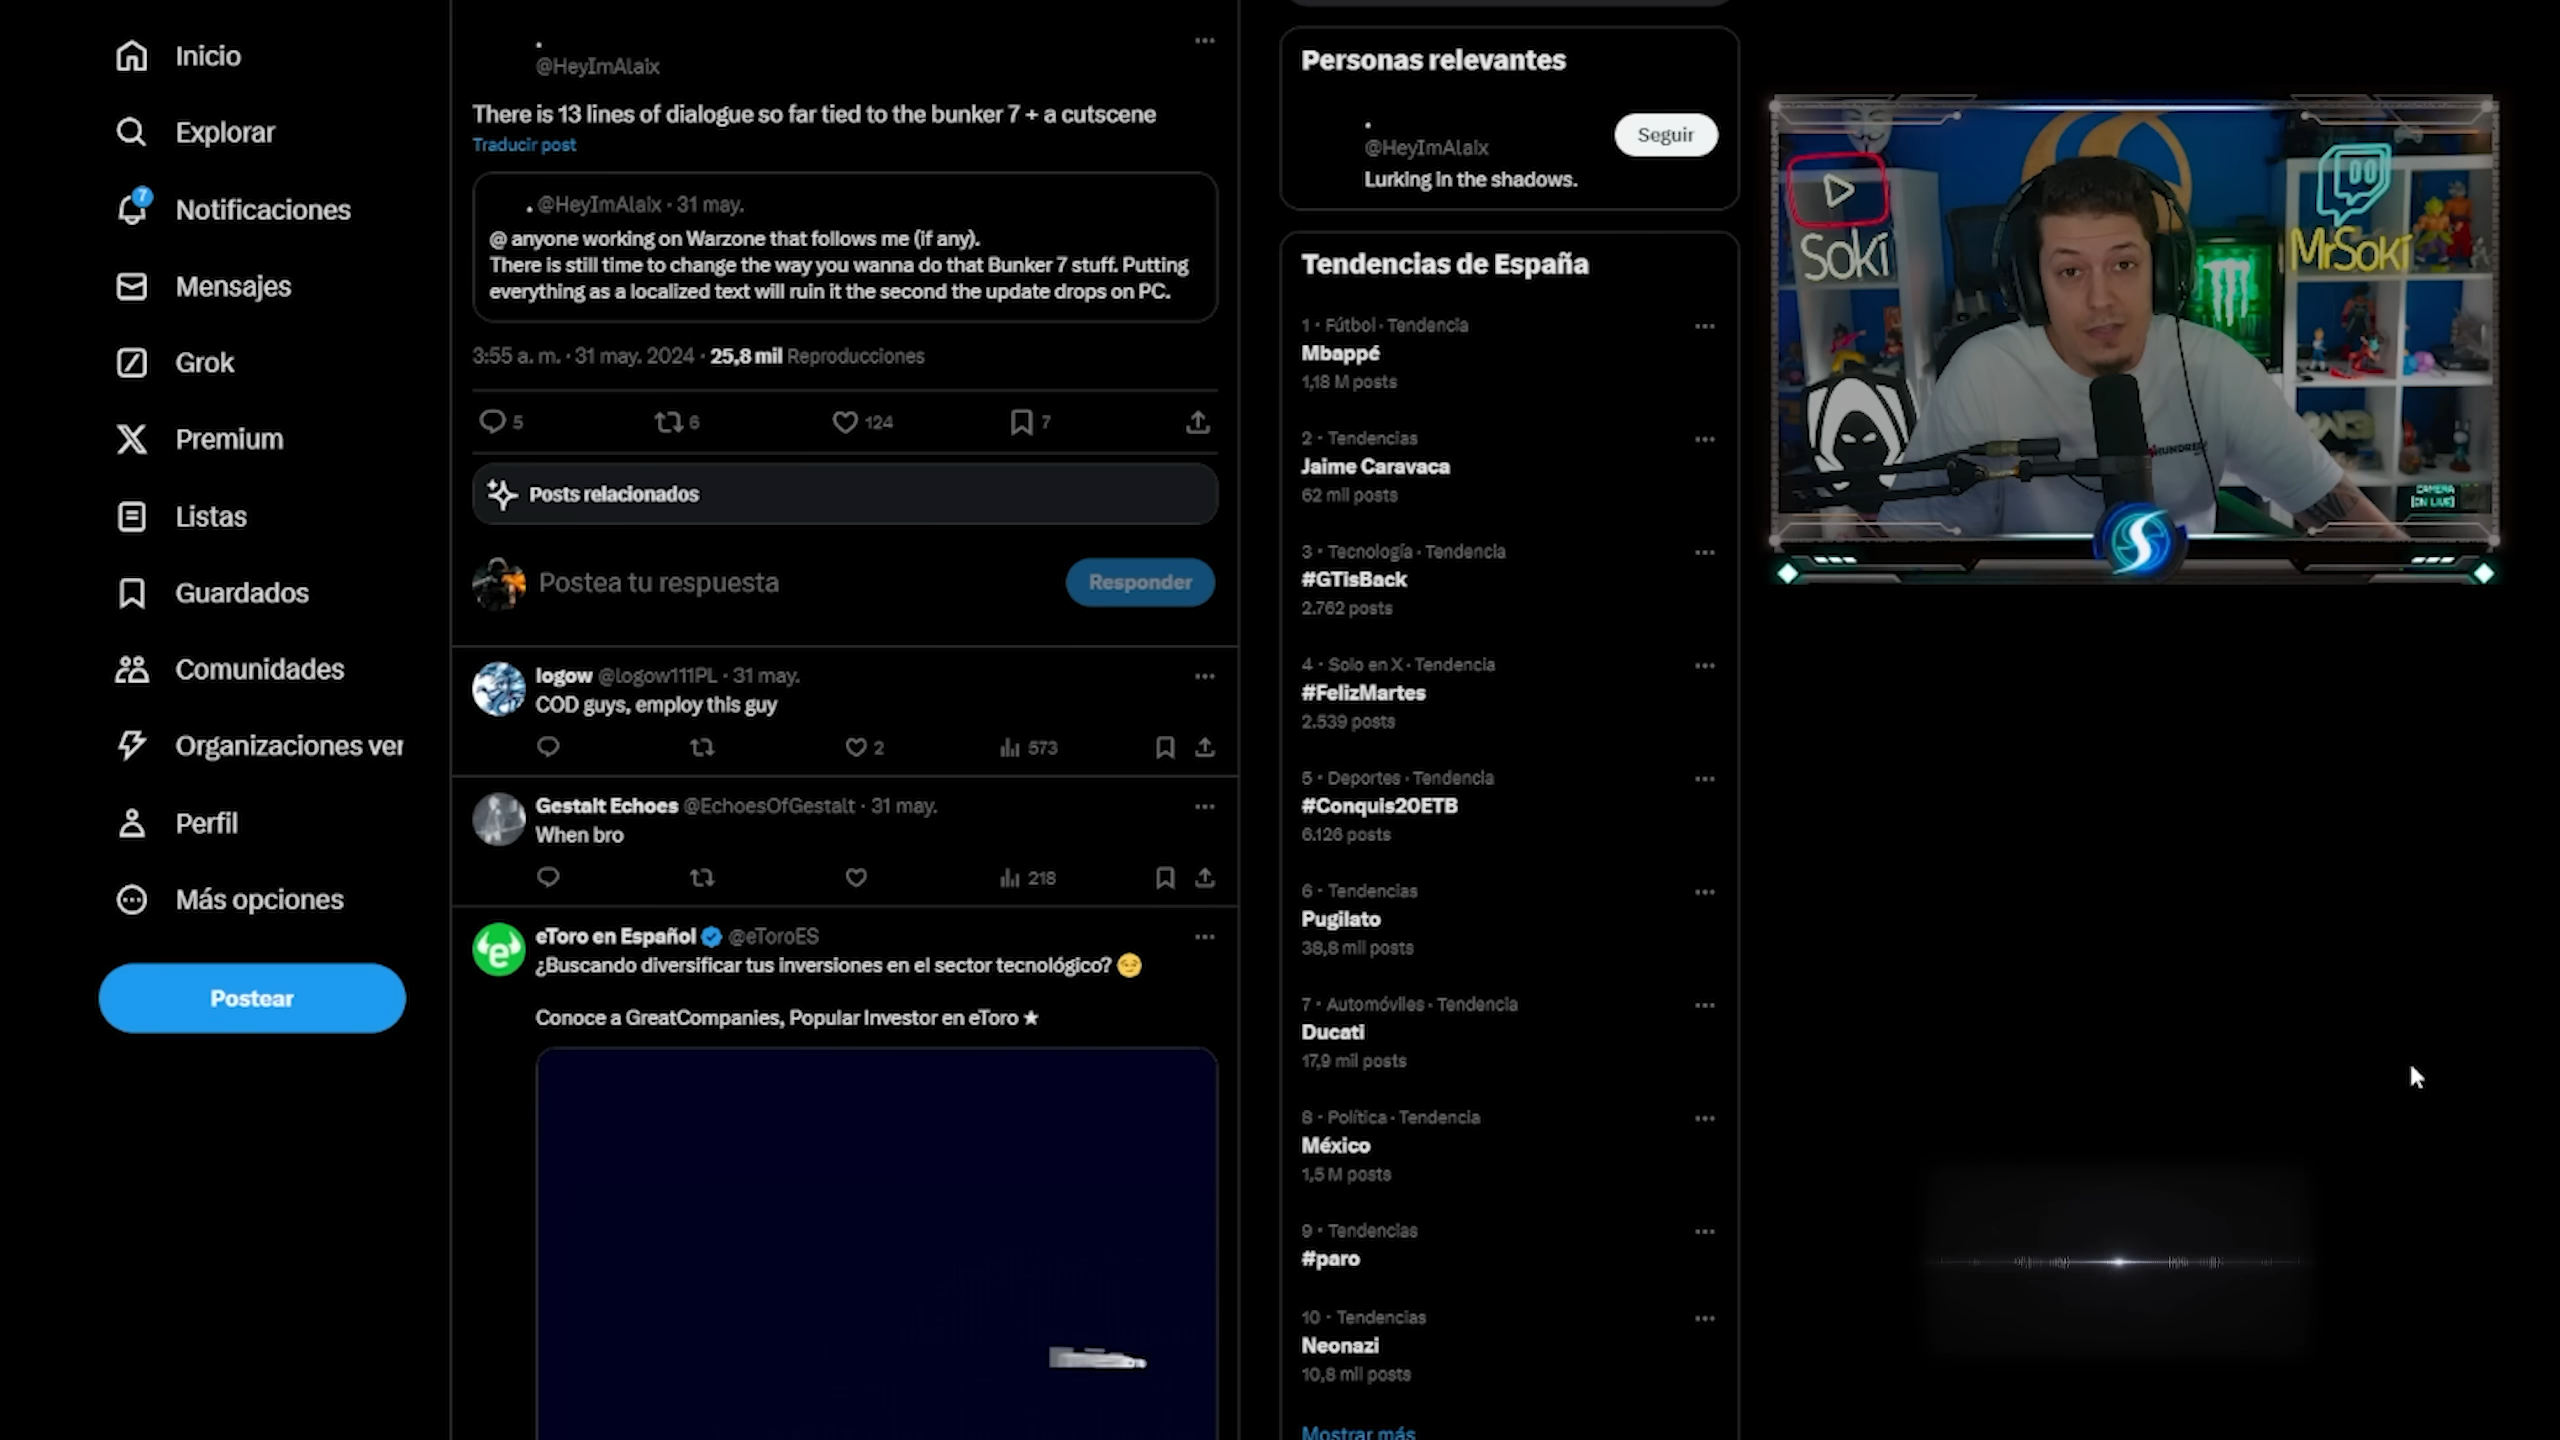 Inicio
Explorar
7
Notificaciones
Mensajes
Grok
Premium
Listas
Guardados
Comunidades
Organizaciones ver
Perfil
Más opciones
Postear
.
@HeyImAlaix
There is 13 lines of dialogue so far tied to the bunker 7 + a cutscene
Traducir post
. @HeyImAlaix · 31 may.
@ anyone working on Warzone that follows me (if any).
There is still time to change the way you wanna do that Bunker 7 stuff. Putting
everything as a localized text will ruin it the second the update drops on PC.
3:55 a. m. · 31 may. 2024 · 25,8 mil Reproducciones
5 6 124 7
Posts relacionados
Postea tu respuesta
Responder
logow @logow111PL · 31 may.
COD guys, employ this guy
2 573
Gestalt Echoes @EchoesOfGestalt · 31 may.
When bro
218
eToro en Español @eToroES
¿Buscando diversificar tus inversiones en el sector tecnológico? 😏
Conoce a GreatCompanies, Popular Investor en eToro ★
Personas relevantes
.
@HeyImAlaix
Seguir
Lurking in the shadows.
Tendencias de España
1 · Fútbol · Tendencia
Mbappé
1,18 M posts
2 · Tendencias
Jaime Caravaca
62 mil posts
3 · Tecnología · Tendencia
#GTisBack
2.762 posts
4 · Solo en X · Tendencia
#FelizMartes
2.539 posts
5 · Deportes · Tendencia
#Conquis20ETB
6.126 posts
6 · Tendencias
Pugilato
38,8 mil posts
7 · Automóviles · Tendencia
Ducati
17,9 mil posts
8 · Política · Tendencia
México
1,5 M posts
9 · Tendencias
#paro
10 · Tendencias
Neonazi
10,8 mil posts
Mostrar más
Soki
MrSoki
CAMERA
[ON LIVE]